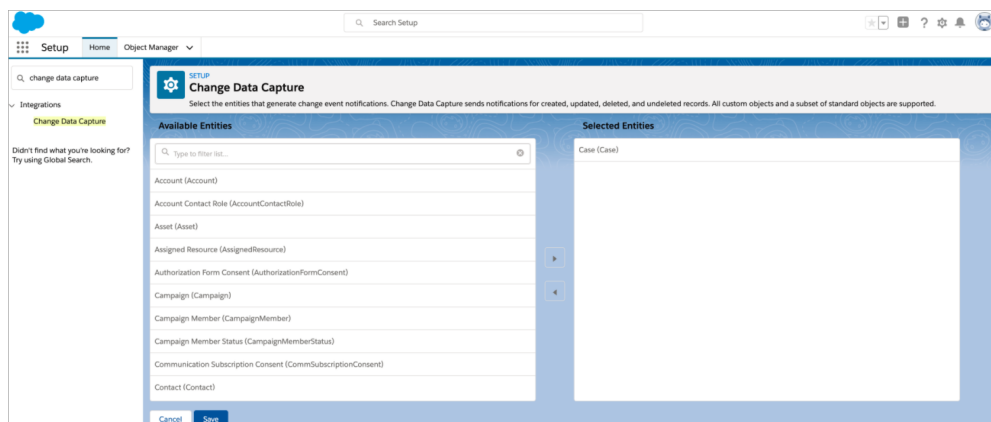 Search Setup
Setup
Home
Object Manager
change data capture
Integrations
Change Data Capture
Didn't find what you're looking for?
Try using Global Search.
SETUP
Change Data Capture
Select the entities that generate change event notifications. Change Data Capture sends notifications for created, updated, deleted, and undeleted records. All custom objects and a subset of standard objects are supported.
Available Entities
Type to filter list...
Account (Account)
Account Contact Role (AccountContactRole)
Asset (Asset)
Assigned Resource (AssignedResource)
Authorization Form Consent (AuthorizationFormConsent)
Campaign (Campaign)
Campaign Member (CampaignMember)
Campaign Member Status (CampaignMemberStatus)
Communication Subscription Consent (CommSubscriptionConsent)
Contact (Contact)
Selected Entities
Case (Case)
Cancel
Save